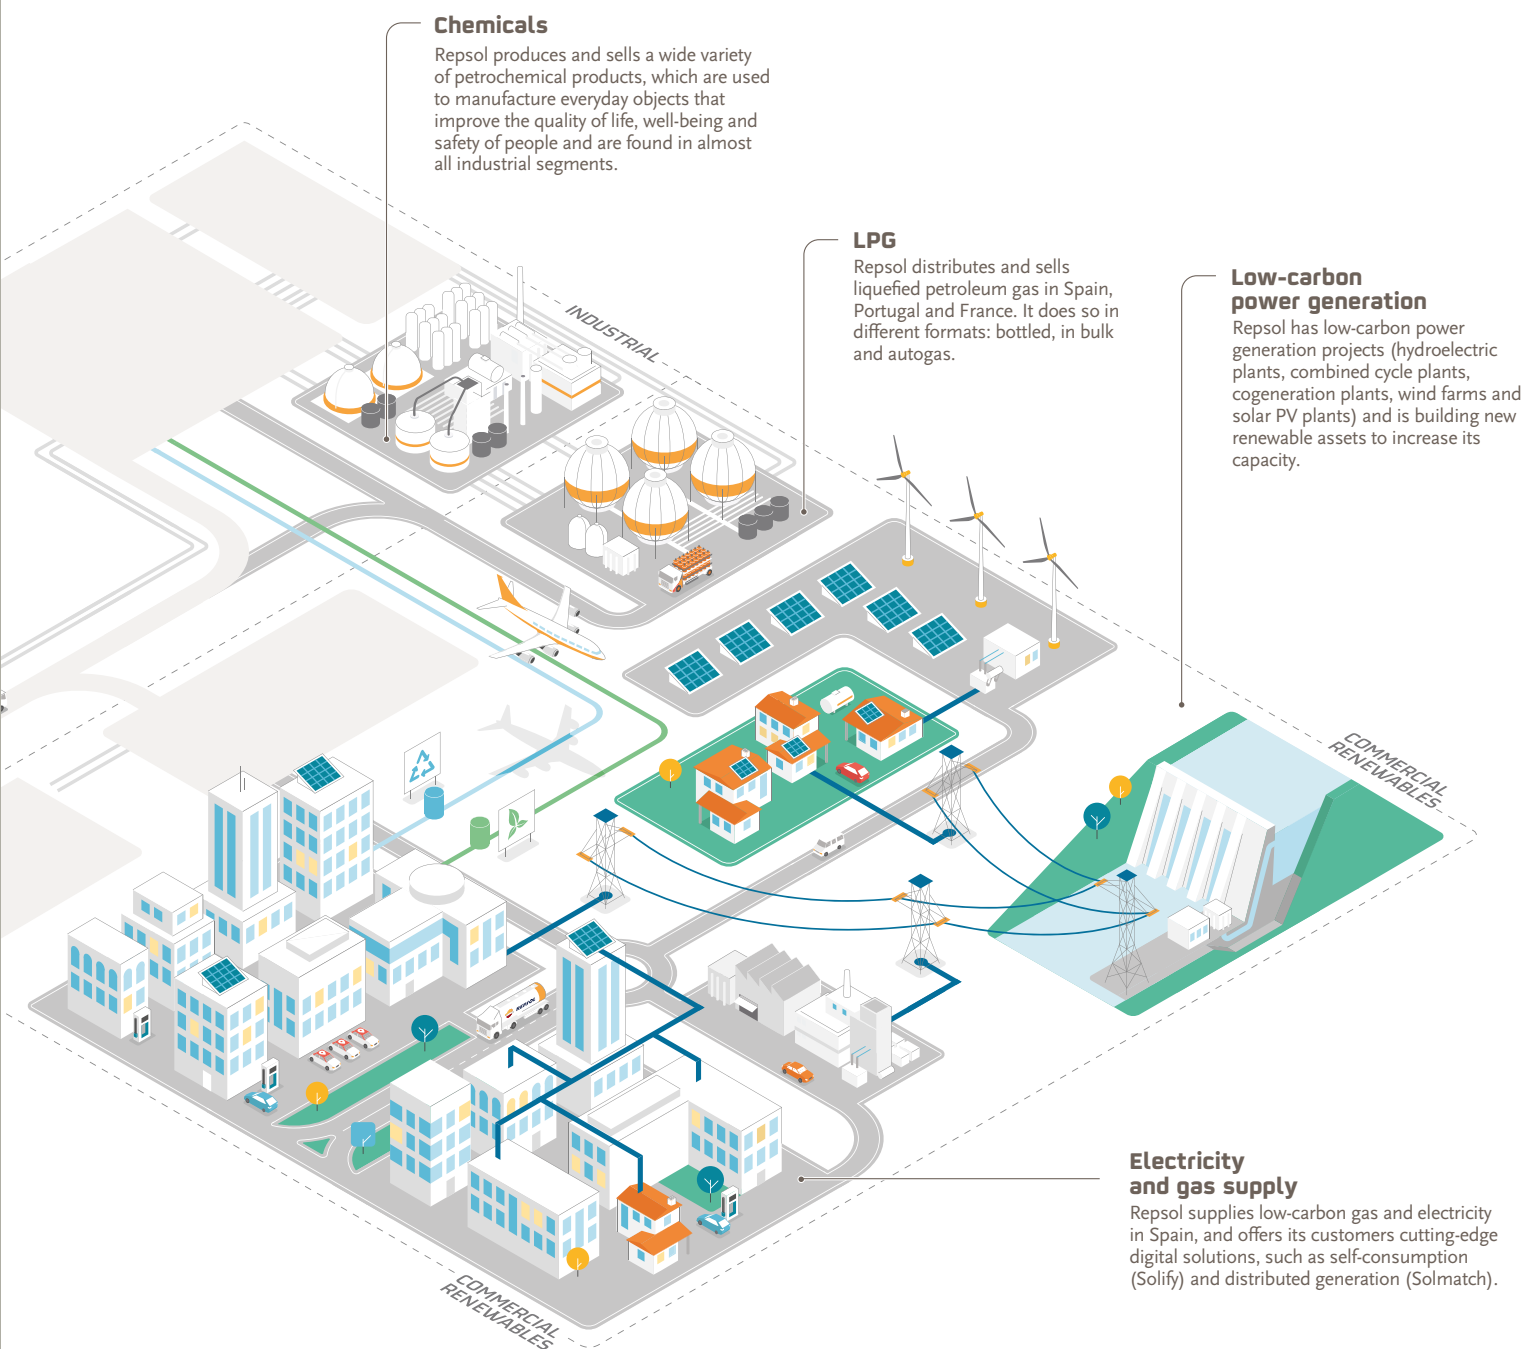 Chemicals
Repsol produces and sells a wide variety
of petrochemical products, which are used
to manufacture everyday objects that
improve the quality of life, well-being and
safety of people and are found in almost
all industrial segments.
LPG
Repsol distributes and sells
liquefied petroleum gas in Spain,
Portugal and France. It does so in
different formats: bottled, in bulk
and autogas.
Low-carbon
power generation
Repsol has low-carbon power
generation projects (hydroelectric
plants, combined cycle plants,
cogeneration plants, wind farms and
solar PV plants) and is building new
renewable assets to increase its
capacity.
INDUSTRIAL
COMMERCIAL
RENEWABLES
REPSOL
Electricity
and gas supply
Repsol supplies low-carbon gas and electricity
in Spain, and offers its customers cutting-edge
digital solutions, such as self-consumption
(Solify) and distributed generation (Solmatch).
COMMERCIAL
RENEWABLES